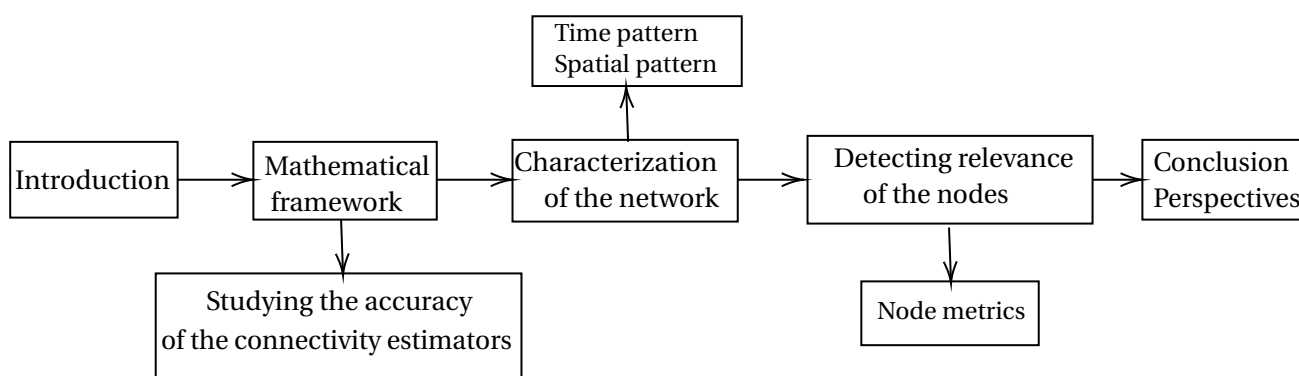 Time pattern
Spatial pattern
Introduction
Mathematical
framework
Characterization
of the network
Detecting relevance
of the nodes
Conclusion
Perspectives
Studying the accuracy
of the connectivity estimators
Node metrics